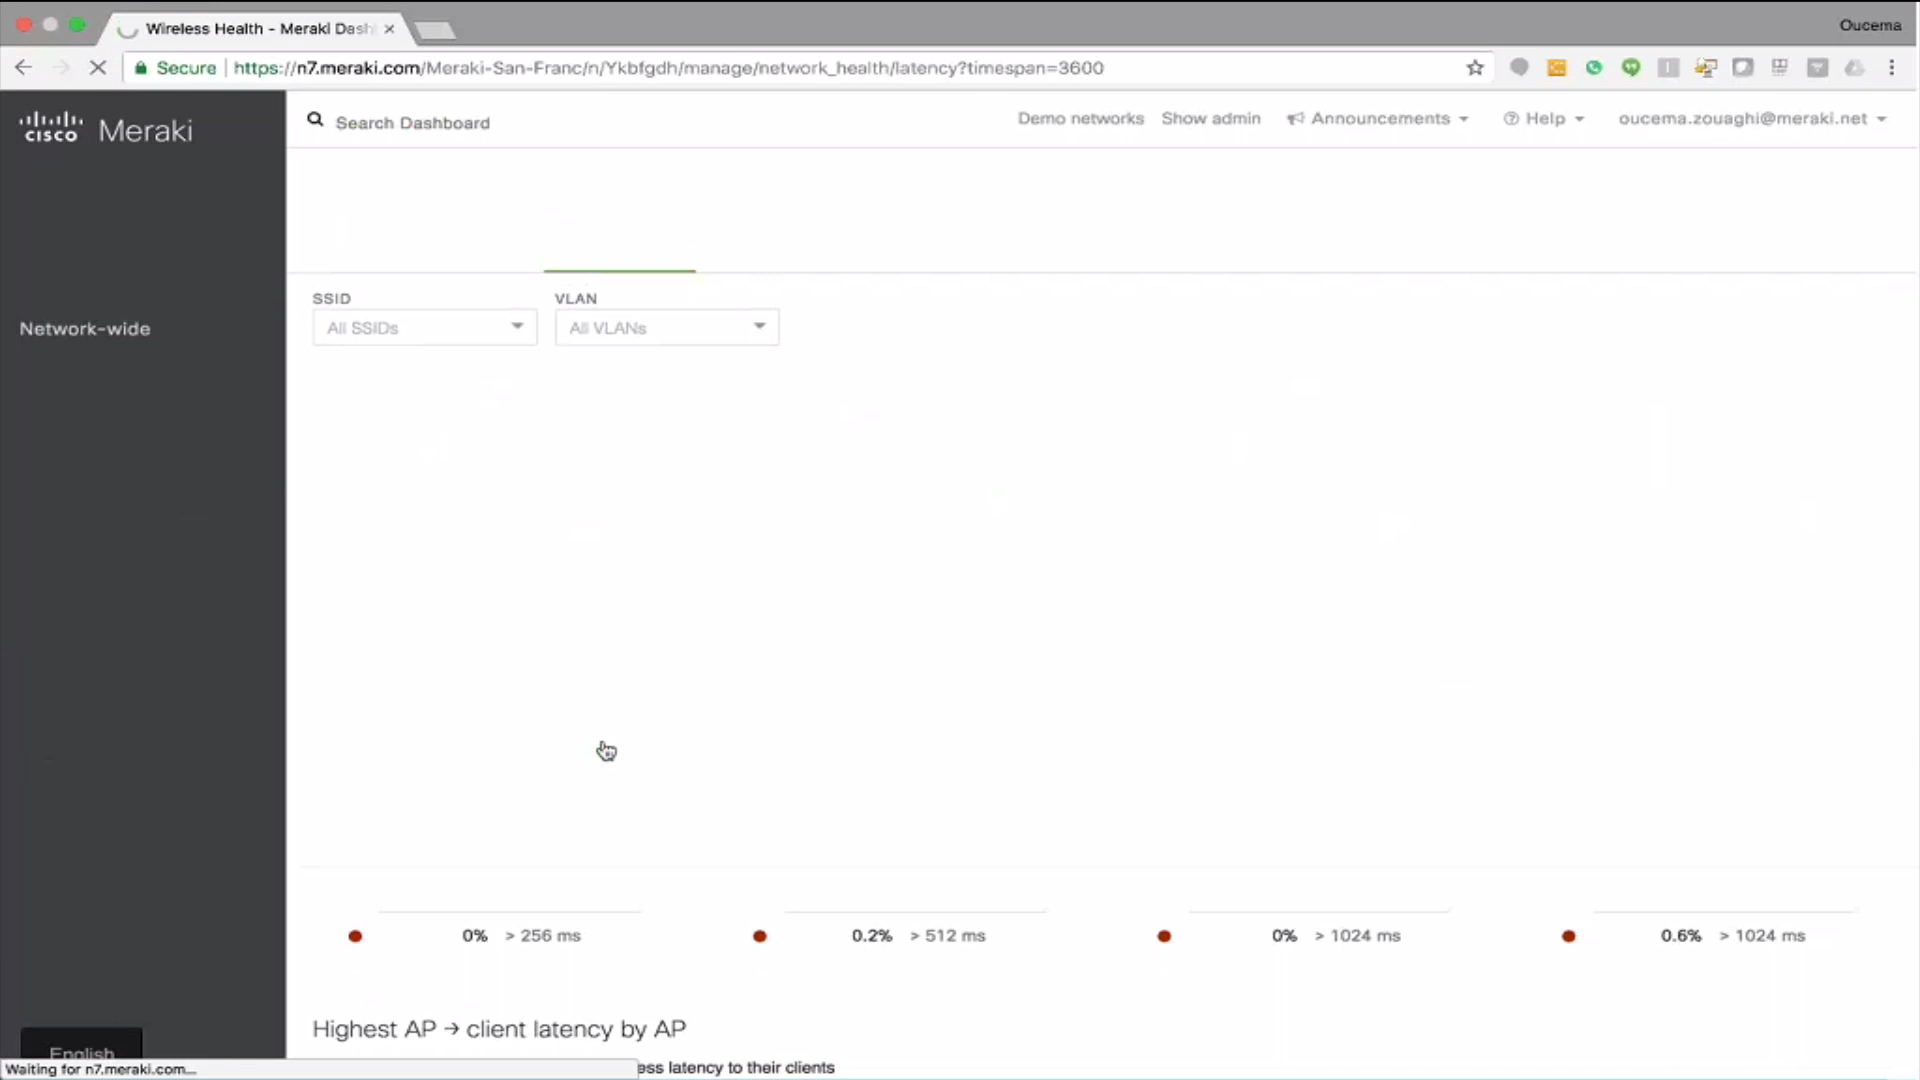 Wireless Health - Meraki Dash
Oucema
Secure
https://n7.meraki.com/Meraki-San-Franc/n/Ykbfgdh/manage/network_health/latency?timespan=3600
cisco Meraki
Search Dashboard
Demo networks
Show admin
Announcements
Help
oucema.zouaghi@meraki.net
SSID
VLAN
All SSIDs
All VLANs
Network-wide
0% > 256 ms
0.2% > 512 ms
0% > 1024 ms
0.6% > 1024 ms
Highest AP → client latency by AP
English
Waiting for n7.meraki.com...
ess latency to their clients